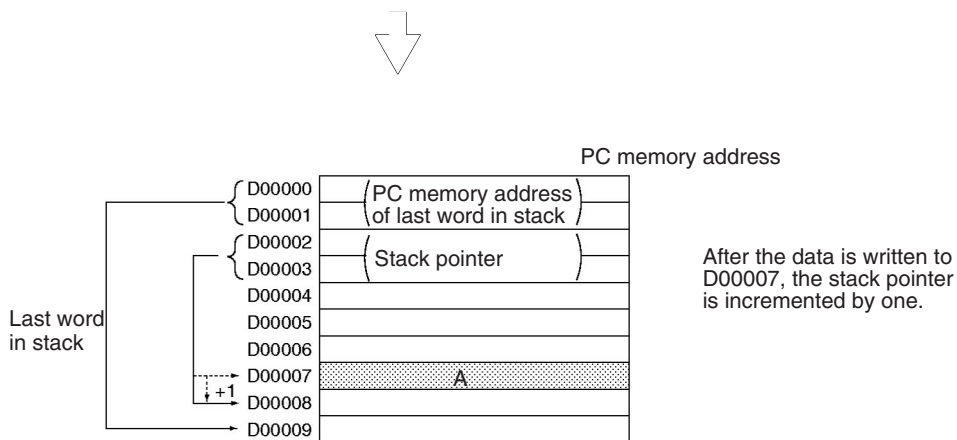 PC memory address
D00000
(PC memory address
of last word in stack)
D00001
D00002
(Stack pointer)
D00003
D00004
D00005
D00006
D00007
A
+1
D00008
D00009
Last word
in stack
After the data is written to
D00007, the stack pointer
is incremented by one.